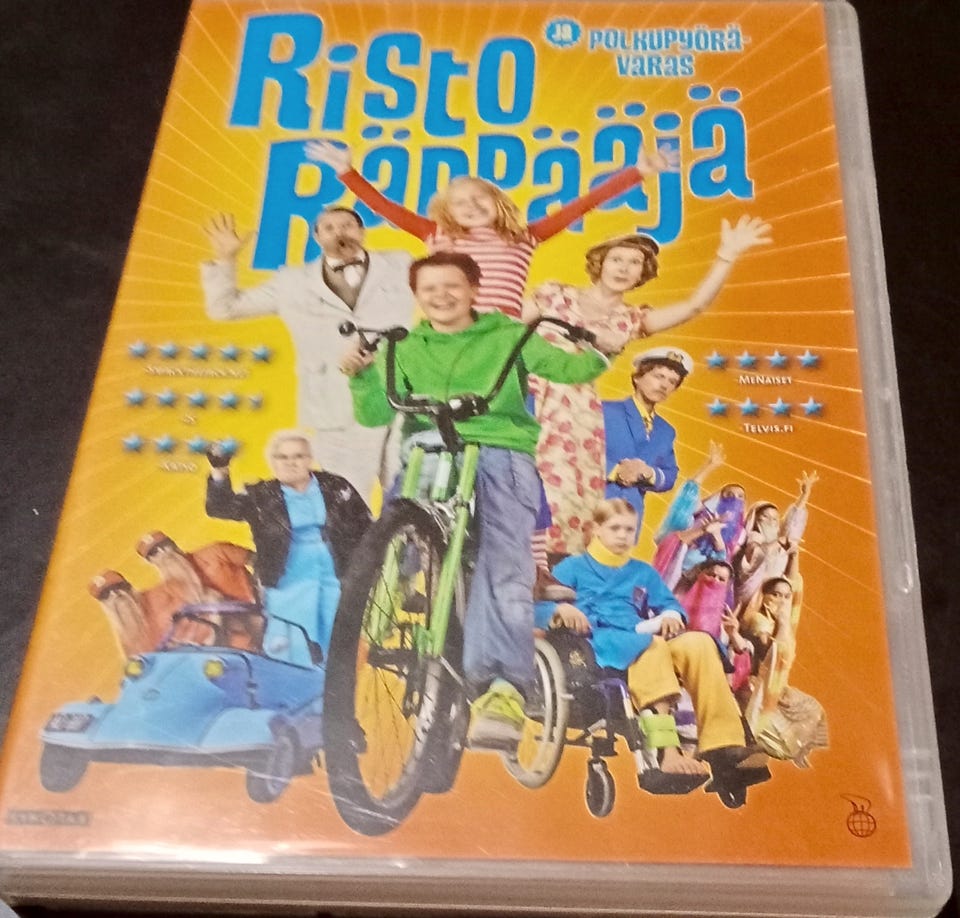 Risto
Räppääjä
ja POLKUPYÖRÄ-
VARAS
MeNaiset
Telvis.fi